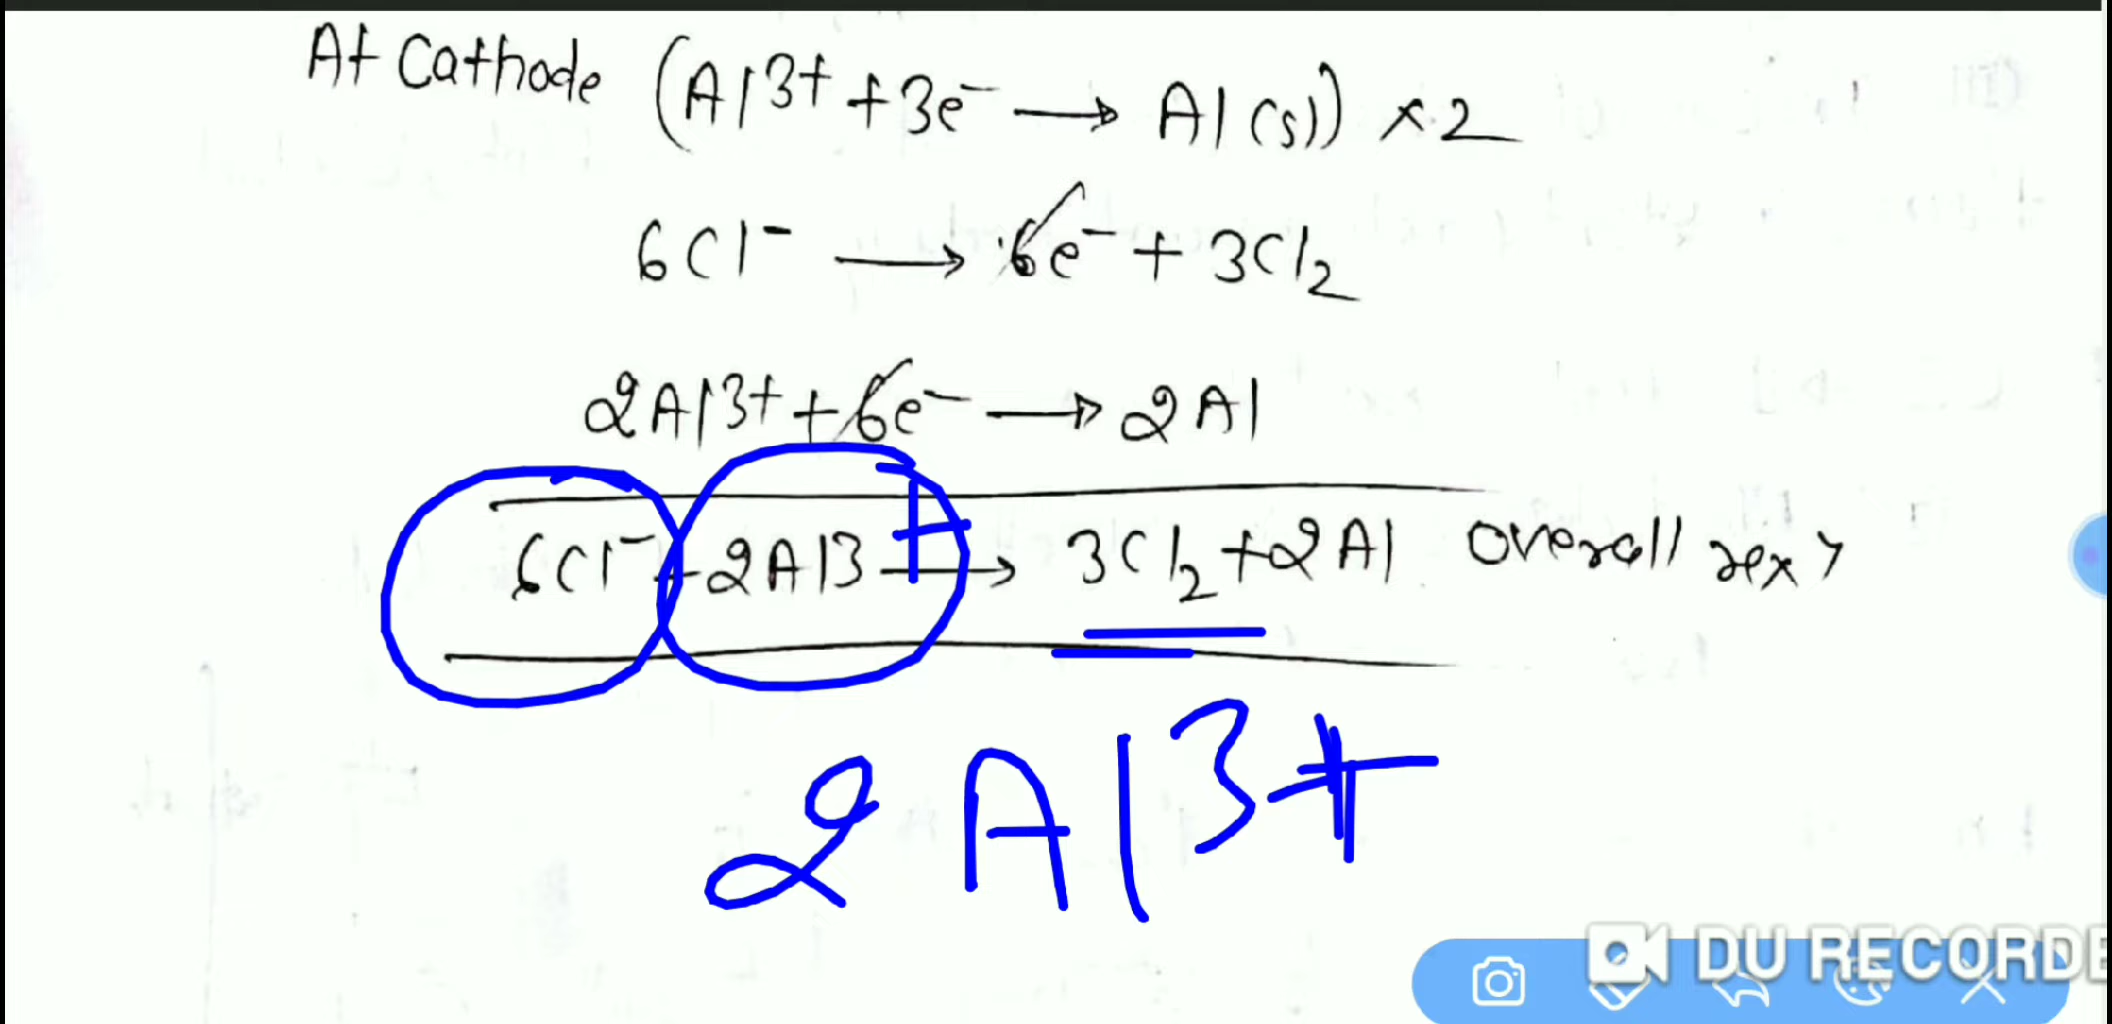 At Cathode (Al3+ + 3e- → Al(s)) ×2
6Cl- → 6e- + 3Cl2
2Al3+ + 6e- → 2Al
6Cl- + 2Al3+ → 3Cl2 + 2Al Overall rex
2Al3+
DU RECORDE